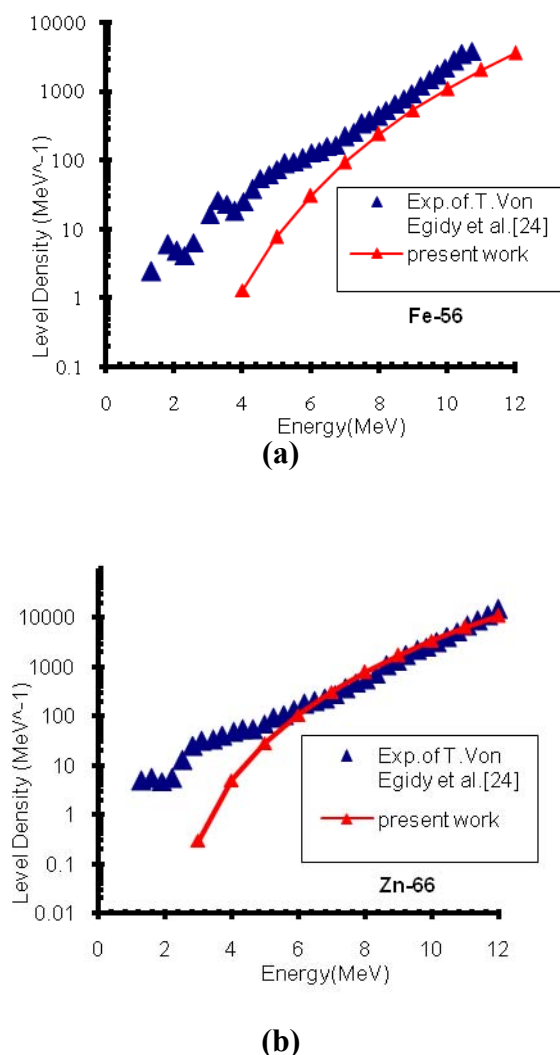 10000
1000
100
10
1
0.1
Level Density (MeV^-1)
0 2 4 6 8 10 12
Energy(MeV)
Exp.of.T.Von
Egidy et al.[24]
present work
Fe-56
(a)
10000
1000
100
10
1
0.1
0.01
Level Density (MeV^-1)
0 2 4 6 8 10 12
Energy(MeV)
Exp.of T.Von
Egidy et al.[24]
present work
Zn-66
(b)